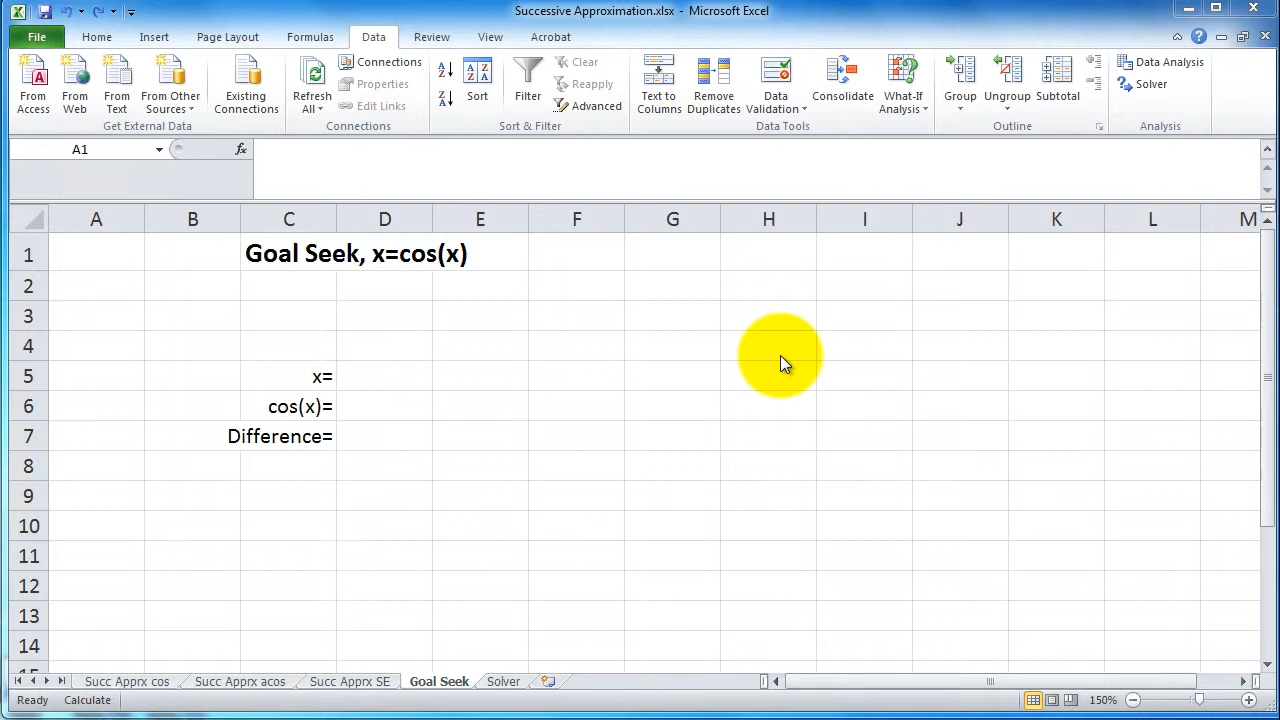 Successive Approximation.xlsx - Microsoft Excel
File Home Insert Page Layout Formulas Data Review View Acrobat
From Access
From Web
From Text
From Other Sources
Existing Connections
Get External Data
Refresh All
Connections
Properties
Edit Links
Connections
Sort
Filter
Clear
Reapply
Advanced
Sort & Filter
Text to Columns
Remove Duplicates
Data Validation
Consolidate
What-If Analysis
Data Tools
Group
Ungroup
Subtotal
Outline
Data Analysis
Solver
Analysis
A1 fx
A B C D E F G H I J K L M
1 Goal Seek, x=cos(x)
2
3
4
5 x=
6 cos(x)=
7 Difference=
8
9
10
11
12
13
14
Succ Apprx cos Succ Apprx acos Succ Apprx SE Goal Seek Solver
Ready Calculate 150%